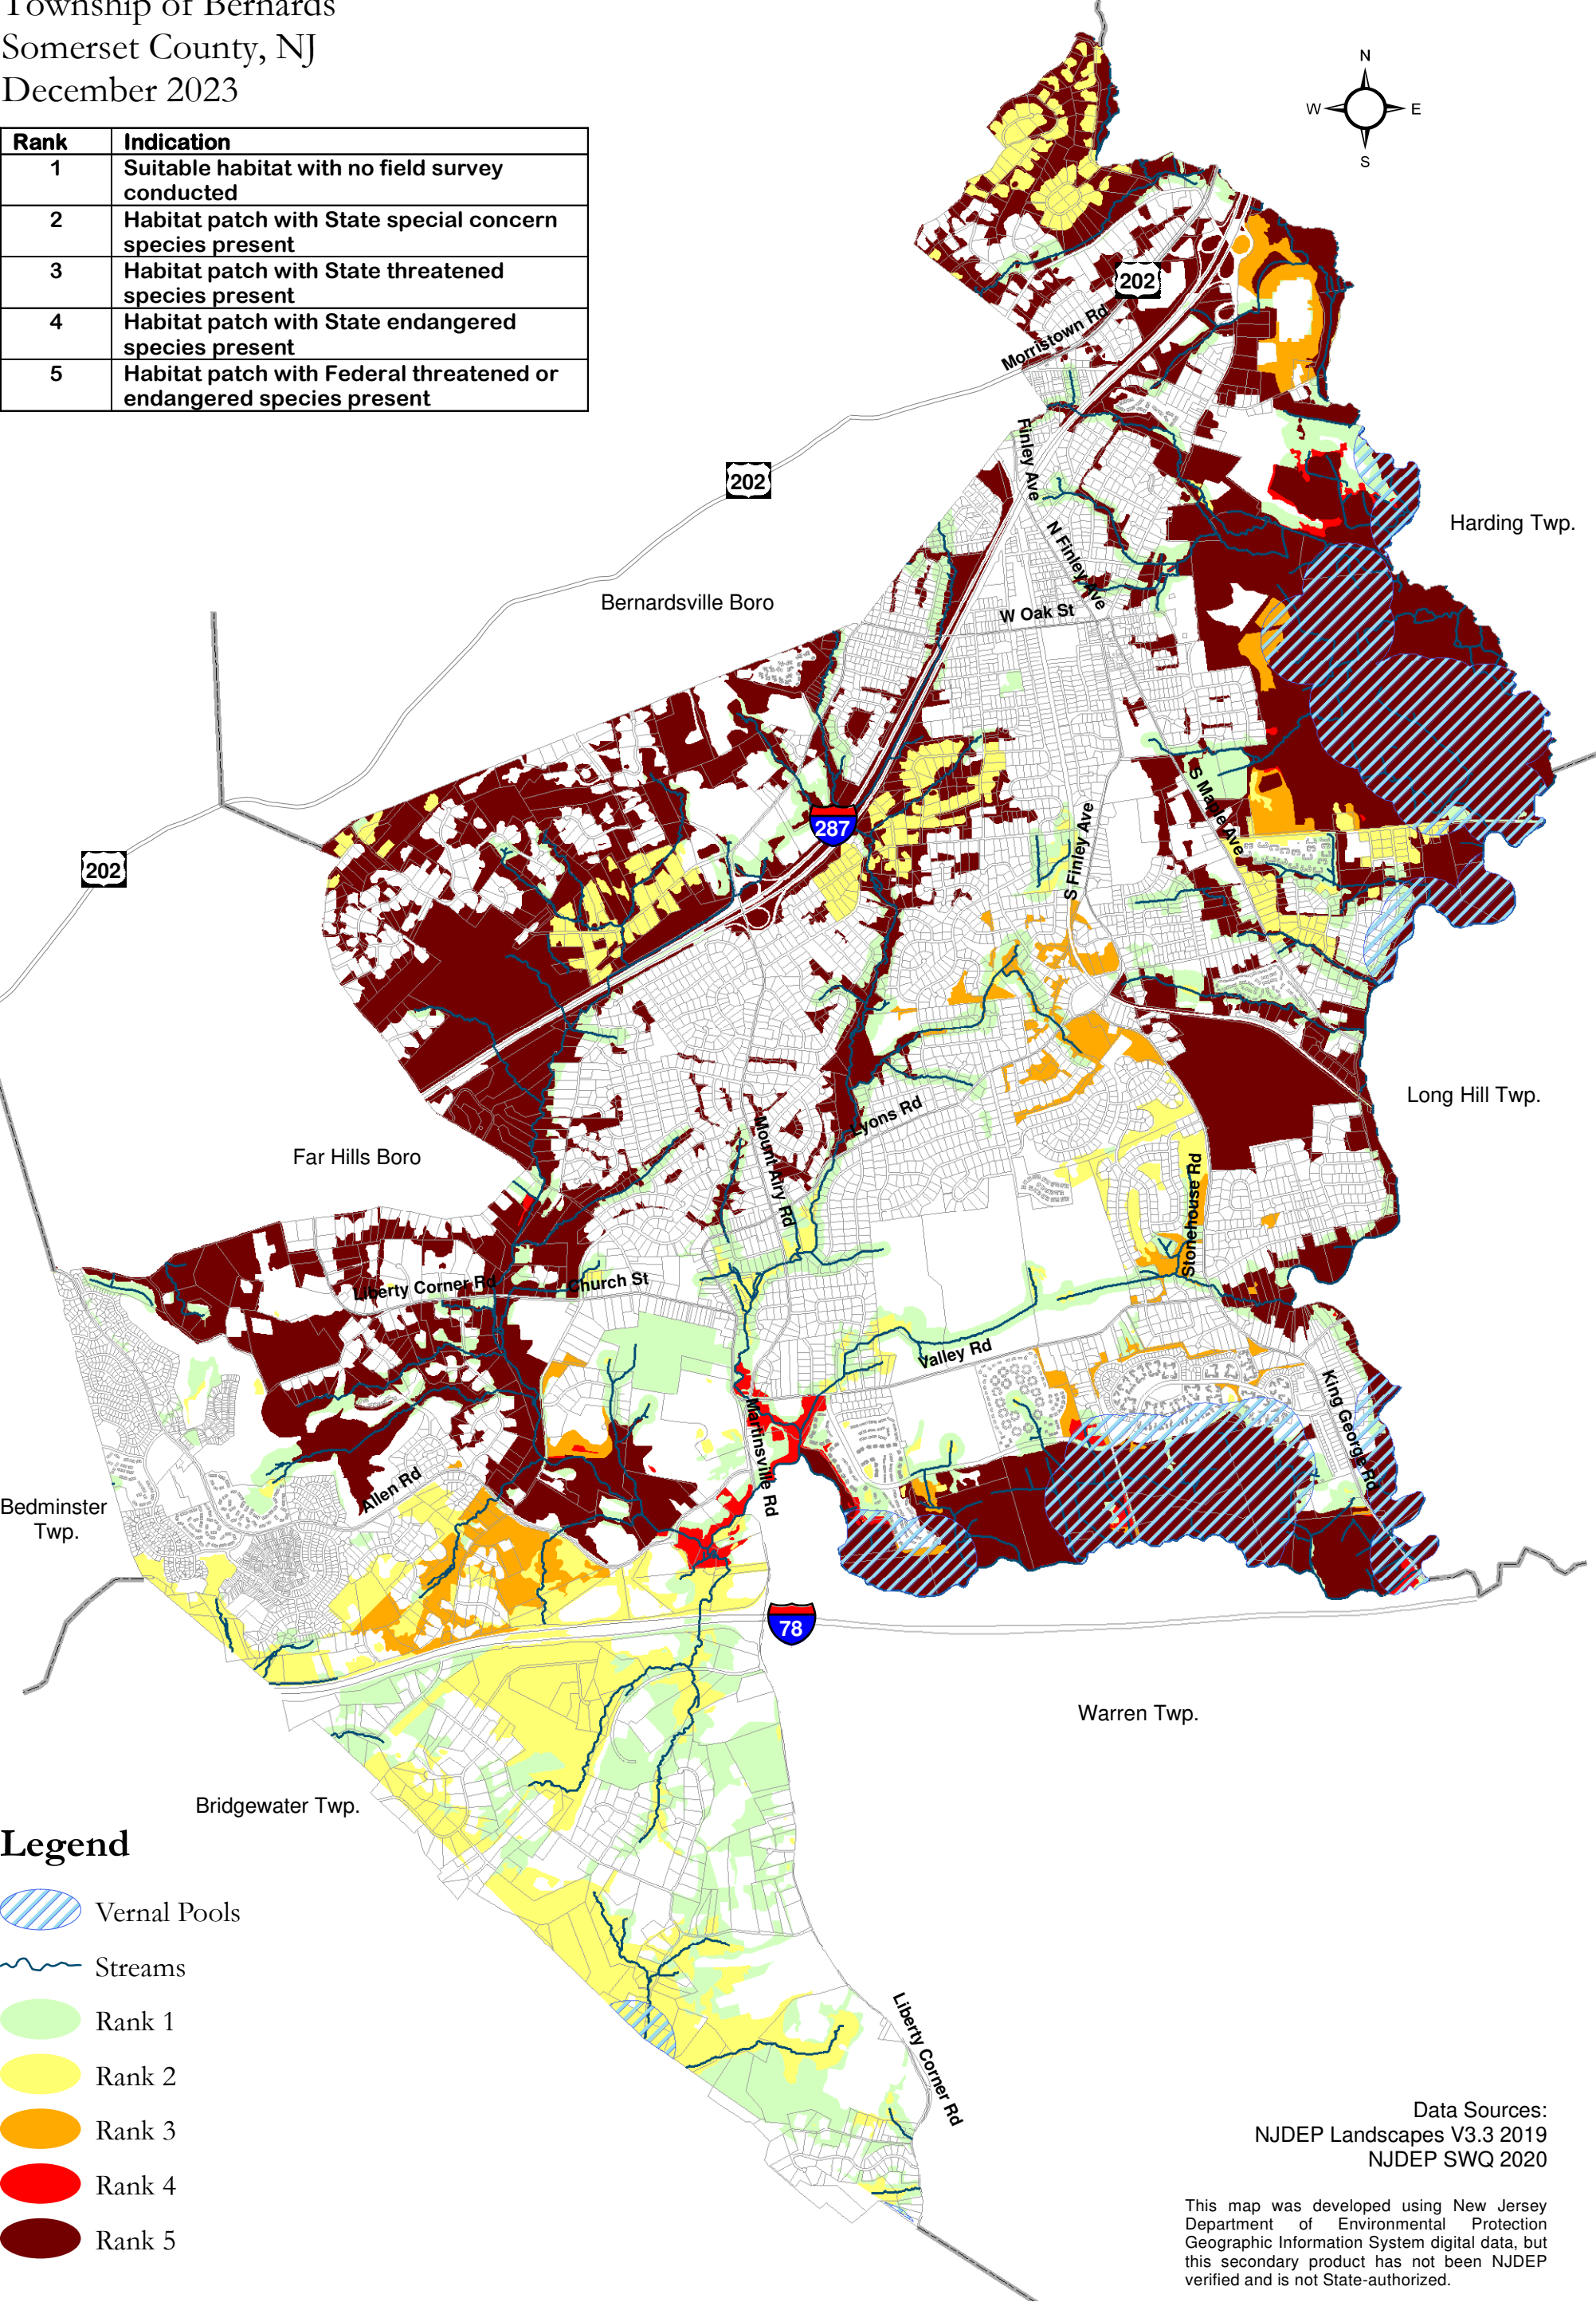 Township of Bernards
Somerset County, NJ
December 2023
Rank Indication
1 Suitable habitat with no field survey
conducted
2 Habitat patch with State special concern
species present
3 Habitat patch with State threatened
species present
4 Habitat patch with State endangered
species present
5 Habitat patch with Federal threatened or
endangered species present
N
W E
S
202
Morristown Rd
Finley Ave
202
Harding Twp.
N Finley Ave
Bernardsville Boro
W Oak St
S Maple Ave
287
S Finley Ave
202
Long Hill Twp.
Lyons Rd
Mount Airy Rd
Far Hills Boro
Stonehouse Rd
Liberty Corner Rd
Church St
Valley Rd
King George Rd
Martinsville Rd
Allen Rd
Bedminster
Twp.
78
Warren Twp.
Bridgewater Twp.
Liberty Corner Rd
Legend
Vernal Pools
Streams
Rank 1
Rank 2
Rank 3
Rank 4
Rank 5
Data Sources:
NJDEP Landscapes V3.3 2019
NJDEP SWQ 2020
This map was developed using New Jersey
Department of Environmental Protection
Geographic Information System digital data, but
this secondary product has not been NJDEP
verified and is not State-authorized.